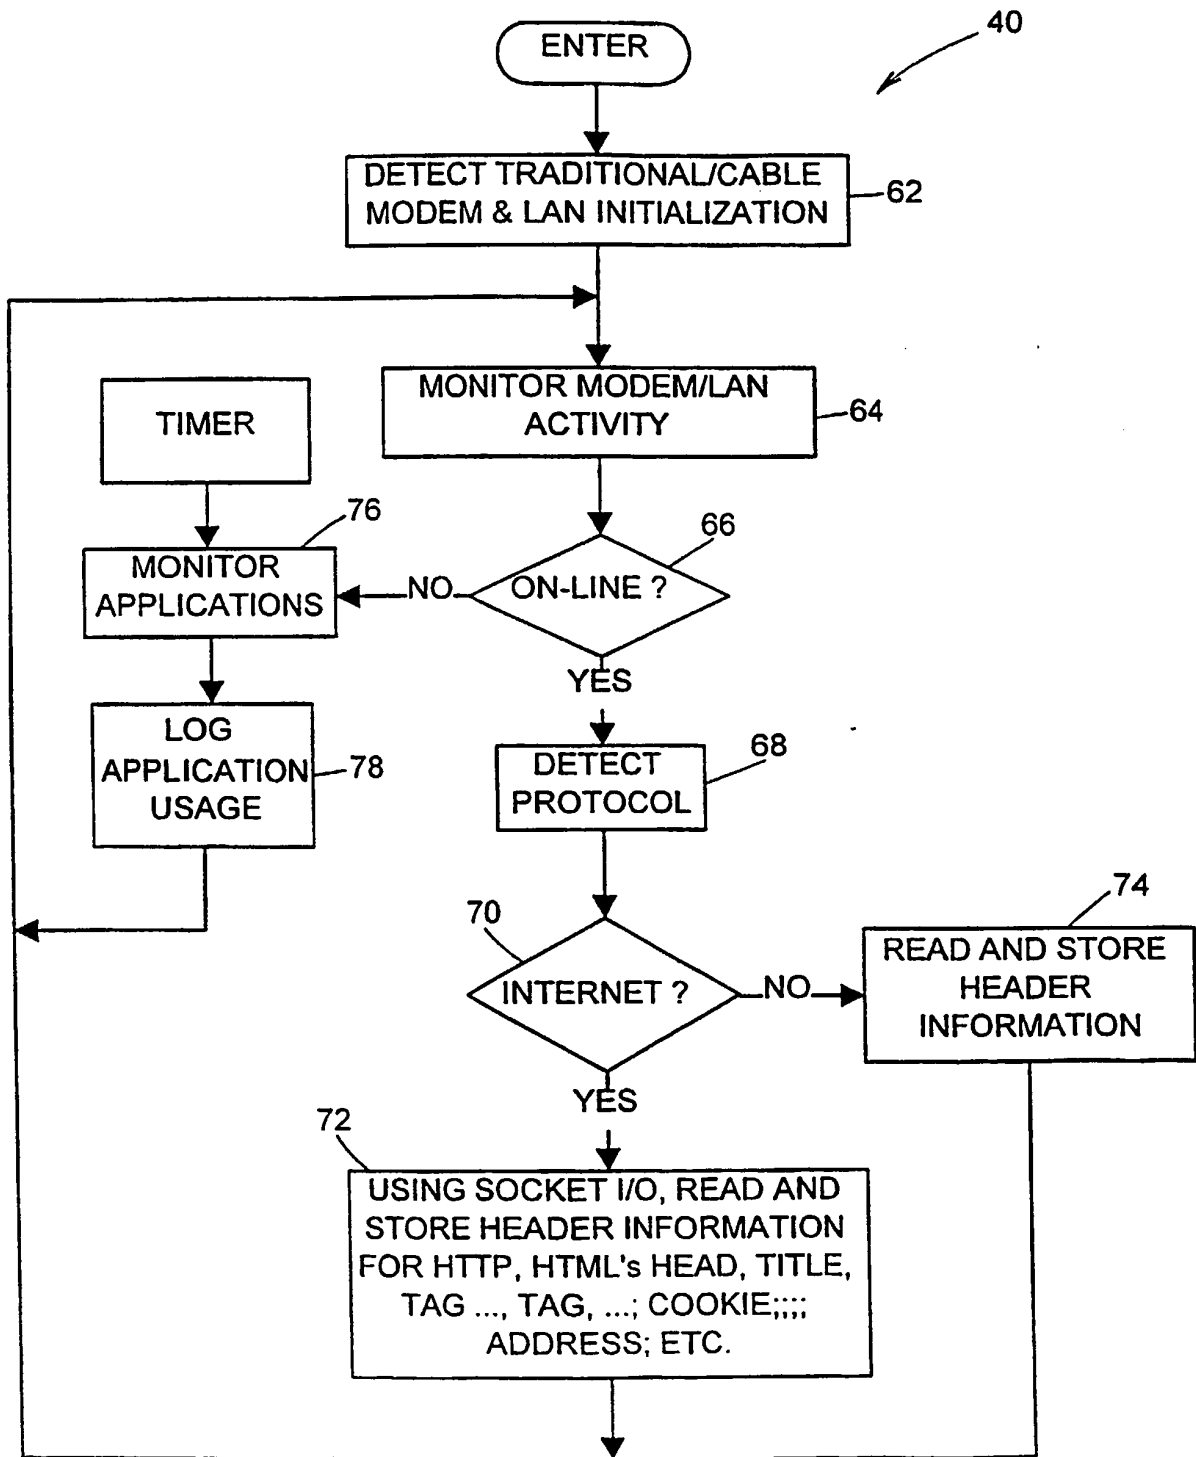 ENTER
40
DETECT TRADITIONAL/CABLE
MODEM & LAN INITIALIZATION
62
MONITOR MODEM/LAN
ACTIVITY
64
TIMER
76
MONITOR
APPLICATIONS
NO
ON-LINE ?
66
YES
LOG
APPLICATION
USAGE
78
DETECT
PROTOCOL
68
70
INTERNET ?
NO
74
READ AND STORE
HEADER
INFORMATION
YES
72
USING SOCKET I/O, READ AND
STORE HEADER INFORMATION
FOR HTTP, HTML's HEAD, TITLE,
TAG ..., TAG, ...; COOKIE;;;;
ADDRESS; ETC.